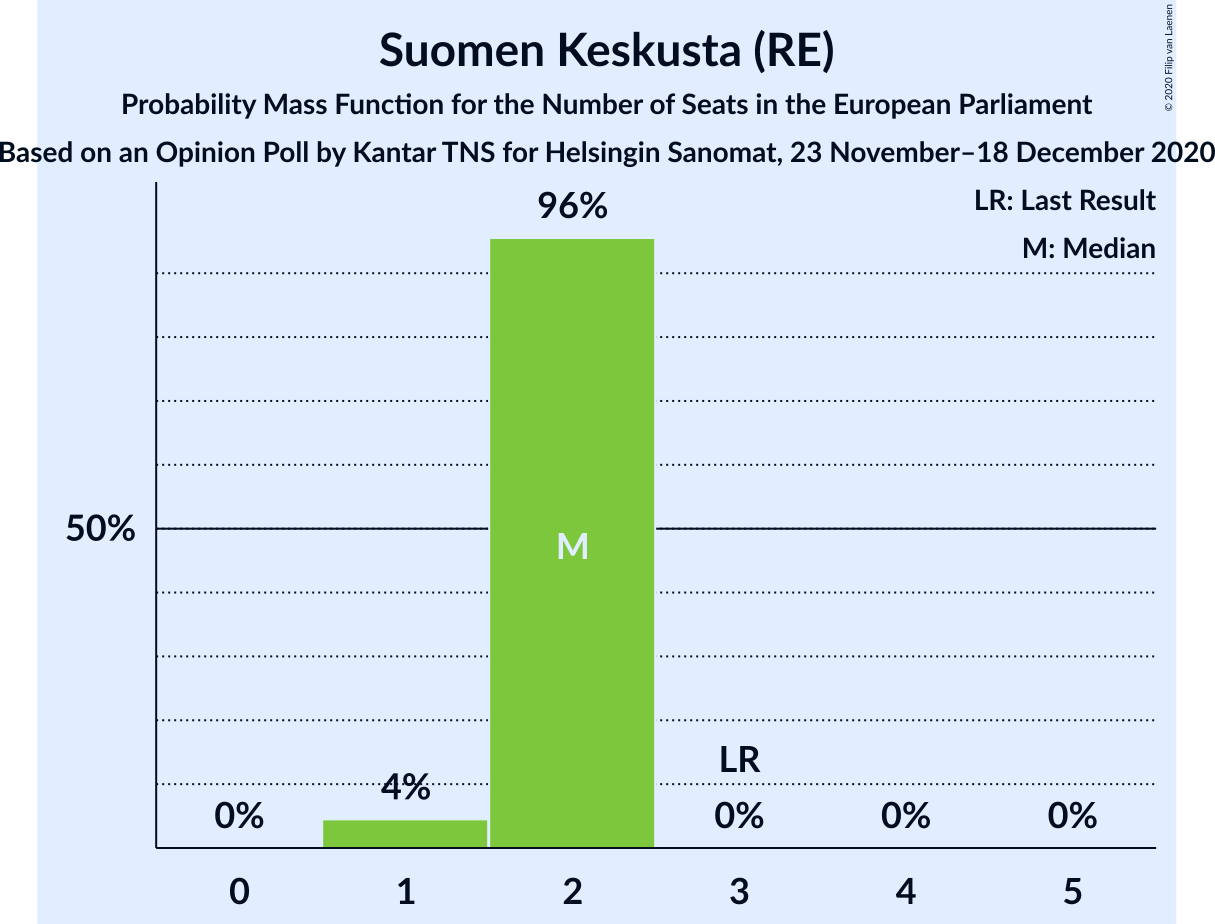 Suomen Keskusta (RE)
Probability Mass Function for the Number of Seats in the European Parliament
Based on an Opinion Poll by Kantar TNS for Helsingin Sanomat, 23 November–18 December 2020
© 2020 Filip van Laenen
LR: Last Result
M: Median
96%
50%
M
LR
4%
0% 0% 0% 0%
0 1 2 3 4 5